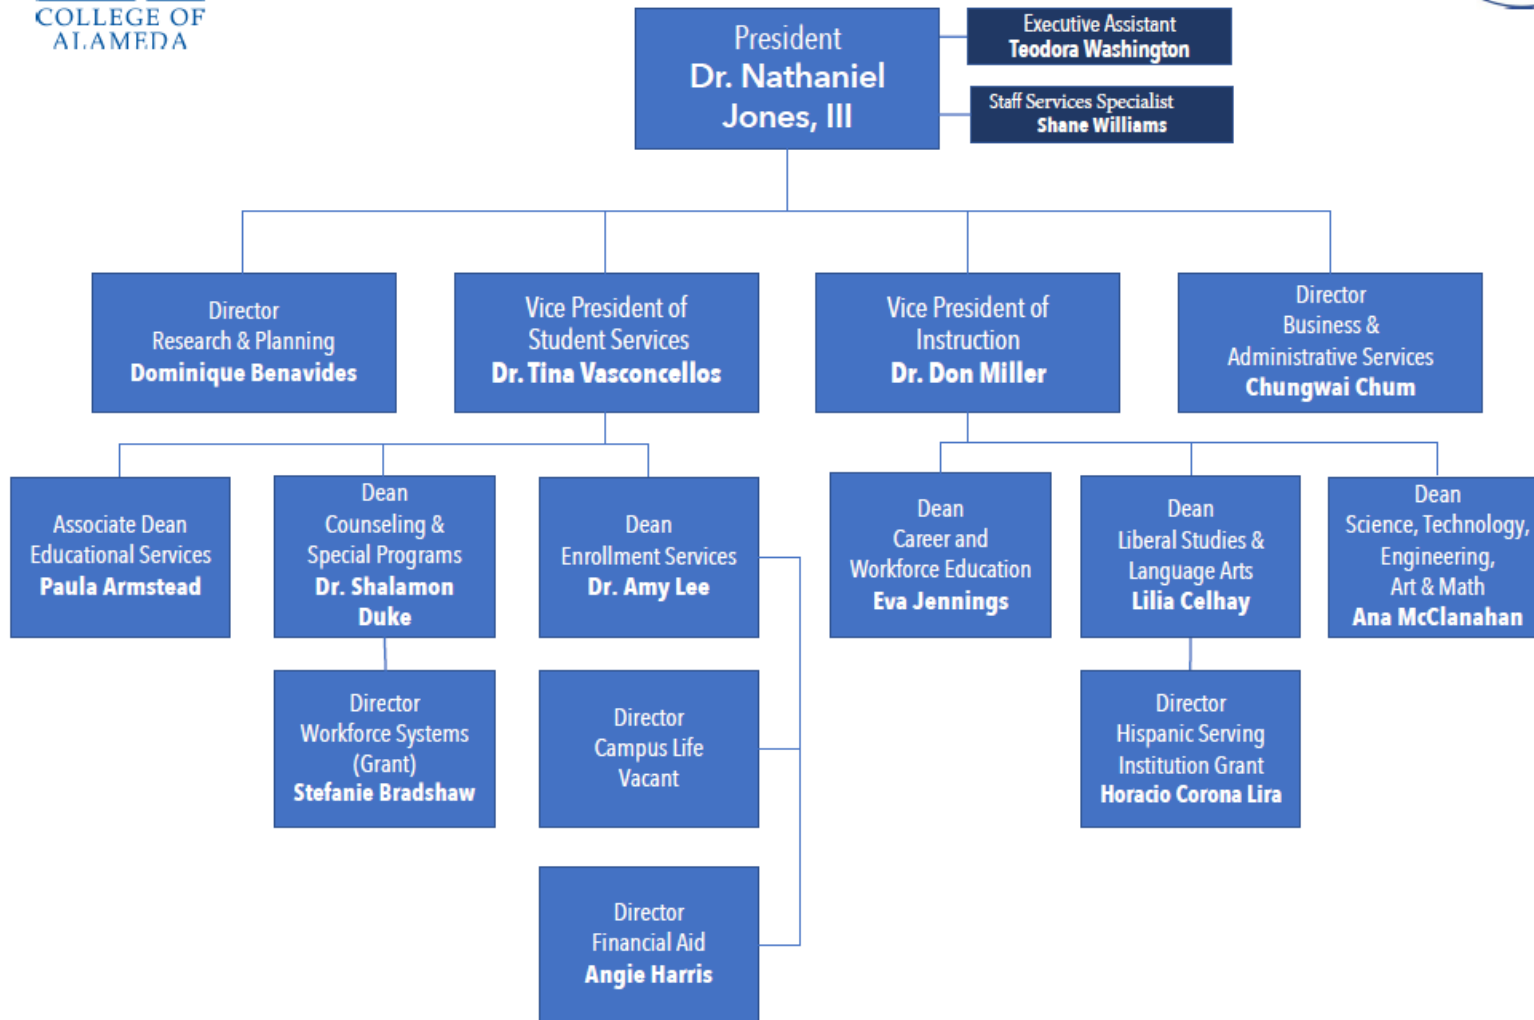 COLLEGE OF
ALAMEDA
President
Dr. Nathaniel
Jones, III
Executive Assistant
Teodora Washington
Staff Services Specialist
Shane Williams
Director
Research & Planning
Dominique Benavides
Vice President of
Student Services
Dr. Tina Vasconcellos
Vice President of
Instruction
Dr. Don Miller
Director
Business &
Administrative Services
Chungwai Chum
Associate Dean
Educational Services
Paula Armstead
Dean
Counseling &
Special Programs
Dr. Shalamon
Duke
Dean
Enrollment Services
Dr. Amy Lee
Dean
Career and
Workforce Education
Eva Jennings
Dean
Liberal Studies &
Language Arts
Lilia Celhay
Dean
Science, Technology,
Engineering,
Art & Math
Ana McClanahan
Director
Workforce Systems
(Grant)
Stefanie Bradshaw
Director
Campus Life
Vacant
Director
Hispanic Serving
Institution Grant
Horacio Corona Lira
Director
Financial Aid
Angie Harris